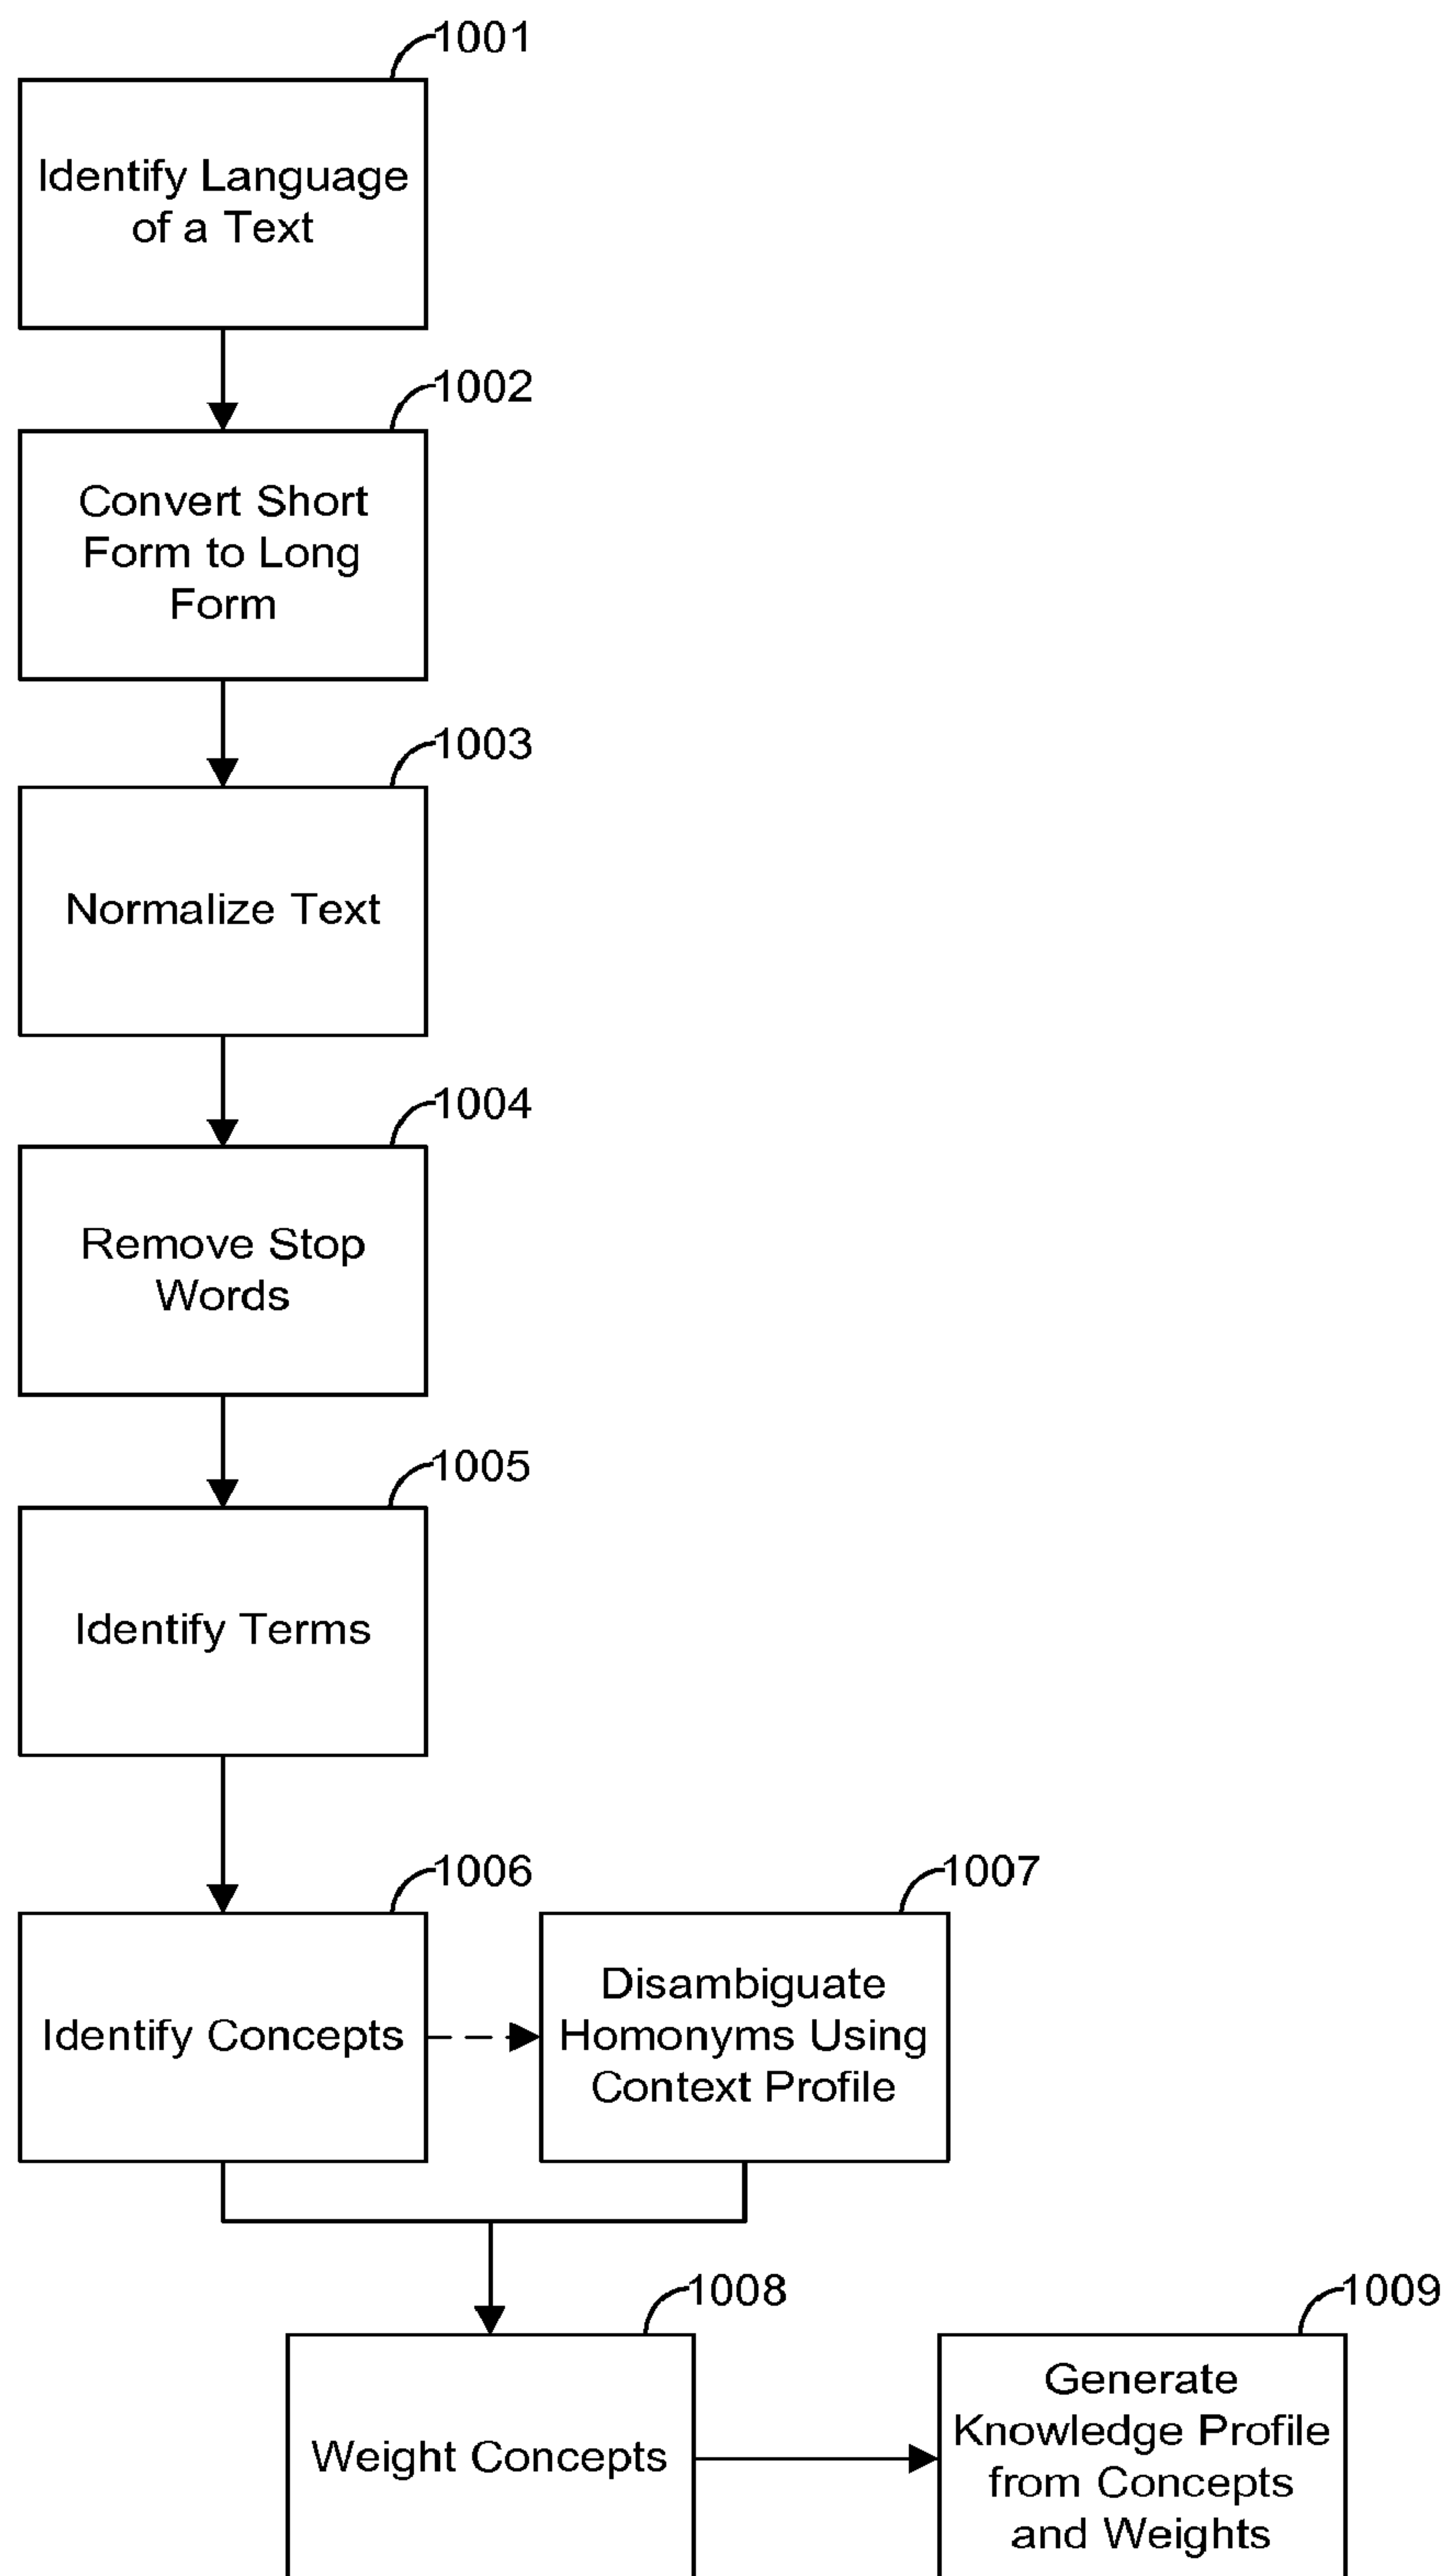 1001
Identify Language
of a Text
1002
Convert Short
Form to Long
Form
1003
Normalize Text
1004
Remove Stop
Words
1005
Identify Terms
1006
Identify Concepts
1007
Disambiguate
Homonyms Using
Context Profile
1008
Weight Concepts
1009
Generate
Knowledge Profile
from Concepts
and Weights